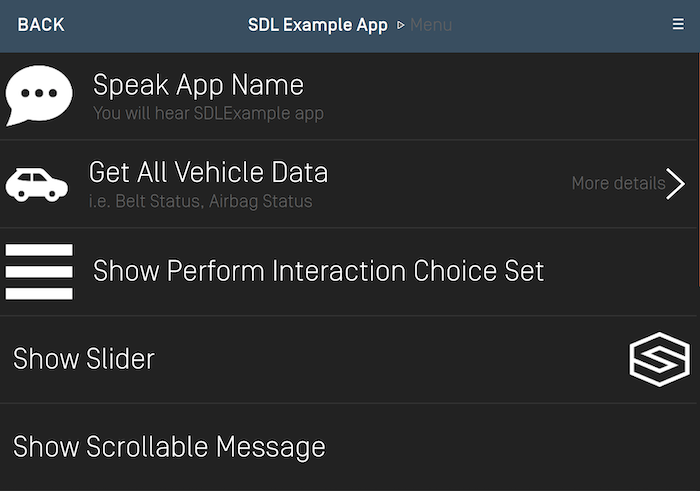 BACK
SDL Example App ▷ Menu
Speak App Name
You will hear SDLExample app
Get All Vehicle Data
i.e. Belt Status, Airbag Status
More details
Show Perform Interaction Choice Set
Show Slider
Show Scrollable Message